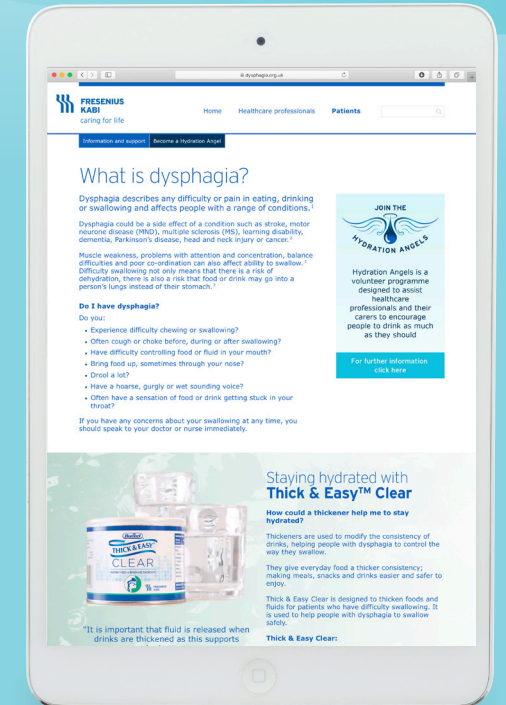 dysphagia.org.uk
FRESENIUS
KABI
caring for life
Home Healthcare professionals Patients
Information and support Become a Hydration Angel
What is dysphagia?
Dysphagia describes any difficulty or pain in eating, drinking
or swallowing and affects people with a range of conditions.¹
Dysphagia could be a side effect of a condition such as stroke, motor
neurone disease (MND), multiple sclerosis (MS), learning disability,
dementia, Parkinson's disease, head and neck injury or cancer.²
Muscle weakness, problems with attention and concentration, balance
difficulties and poor co-ordination can also affect ability to swallow.²
Difficulty swallowing not only means that there is a risk of
dehydration, there is also a risk that food or drink may go into a
person's lungs instead of their stomach.²
Do I have dysphagia?
Do you:
• Experience difficulty chewing or swallowing?
• Often cough or choke before, during or after swallowing?
• Have difficulty controlling food or fluid in your mouth?
• Bring food up, sometimes through your nose?
• Drool a lot?
• Have a hoarse, gurgly or wet sounding voice?
• Often have a sensation of food or drink getting stuck in your
throat?
If you have any concerns about your swallowing at any time, you
should speak to your doctor or nurse immediately.
JOIN THE
HYDRATION ANGELS
Hydration Angels is a
volunteer programme
designed to assist
healthcare
professionals and their
carers to encourage
people to drink as much
as they should
For further information
click here
THICK & EASY™
CLEAR
"It is important that fluid is released when
drinks are thickened as this supports
Staying hydrated with
Thick & Easy™ Clear
How could a thickener help me to stay
hydrated?
Thickeners are used to modify the consistency of
drinks, helping people with dysphagia to control the
way they swallow.
They give everyday food a thicker consistency;
making meals, snacks and drinks easier and safer to
enjoy.
Thick & Easy Clear is designed to thicken foods and
fluids for patients who have difficulty swallowing. It
is used to help people with dysphagia to swallow
safely.
Thick & Easy Clear: